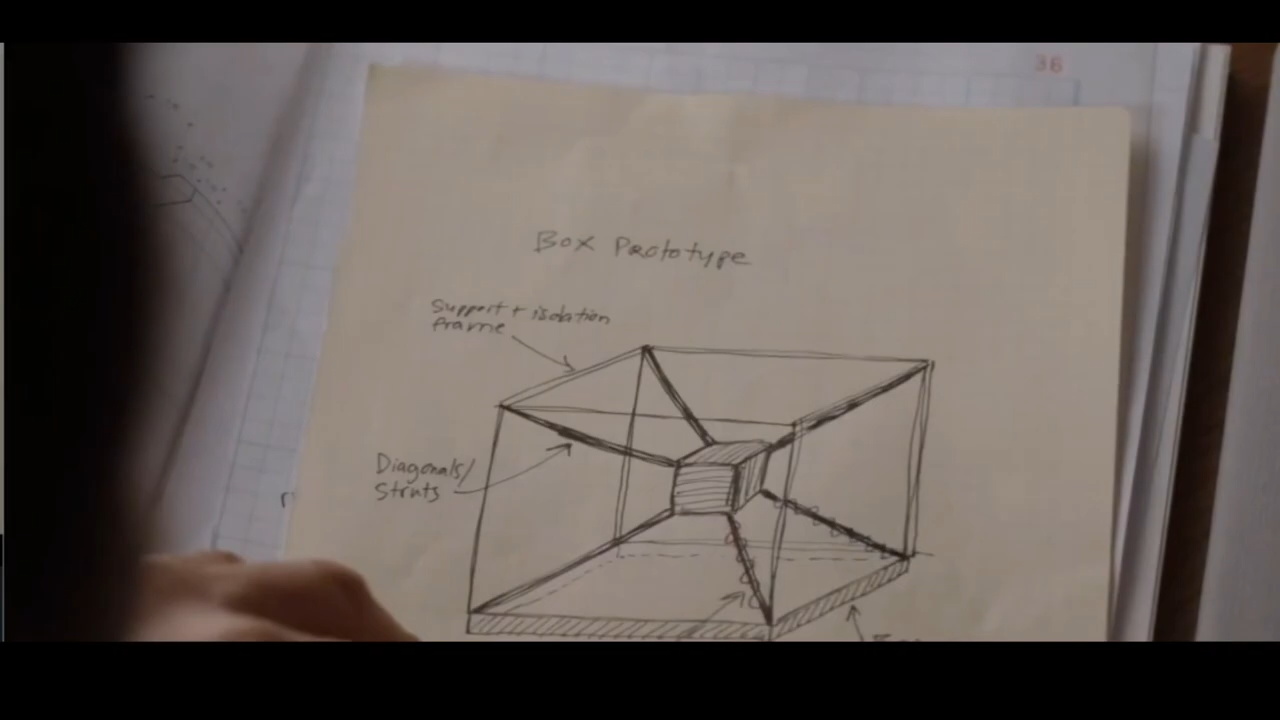 36
Box Prototype
Support + isolation
frame
Diagonals/
Struts